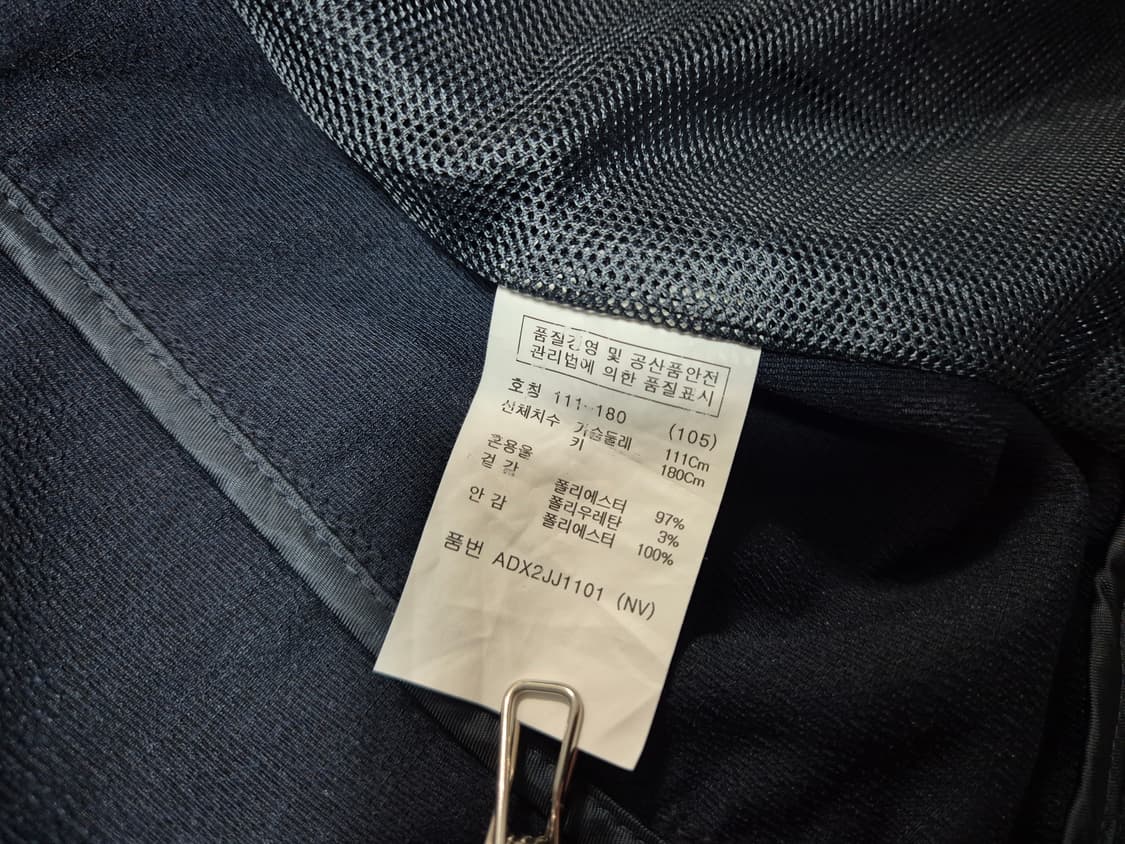 품질경영 및 공산품안전
관리법에 의한 품질표시
호칭 111-180 (105)
신체치수 가슴둘레 111Cm
키 180Cm
혼용율
겉 감 폴리에스터 97%
폴리우레탄 3%
안 감 폴리에스터 100%
품번 ADX2JJ1101 (NV)